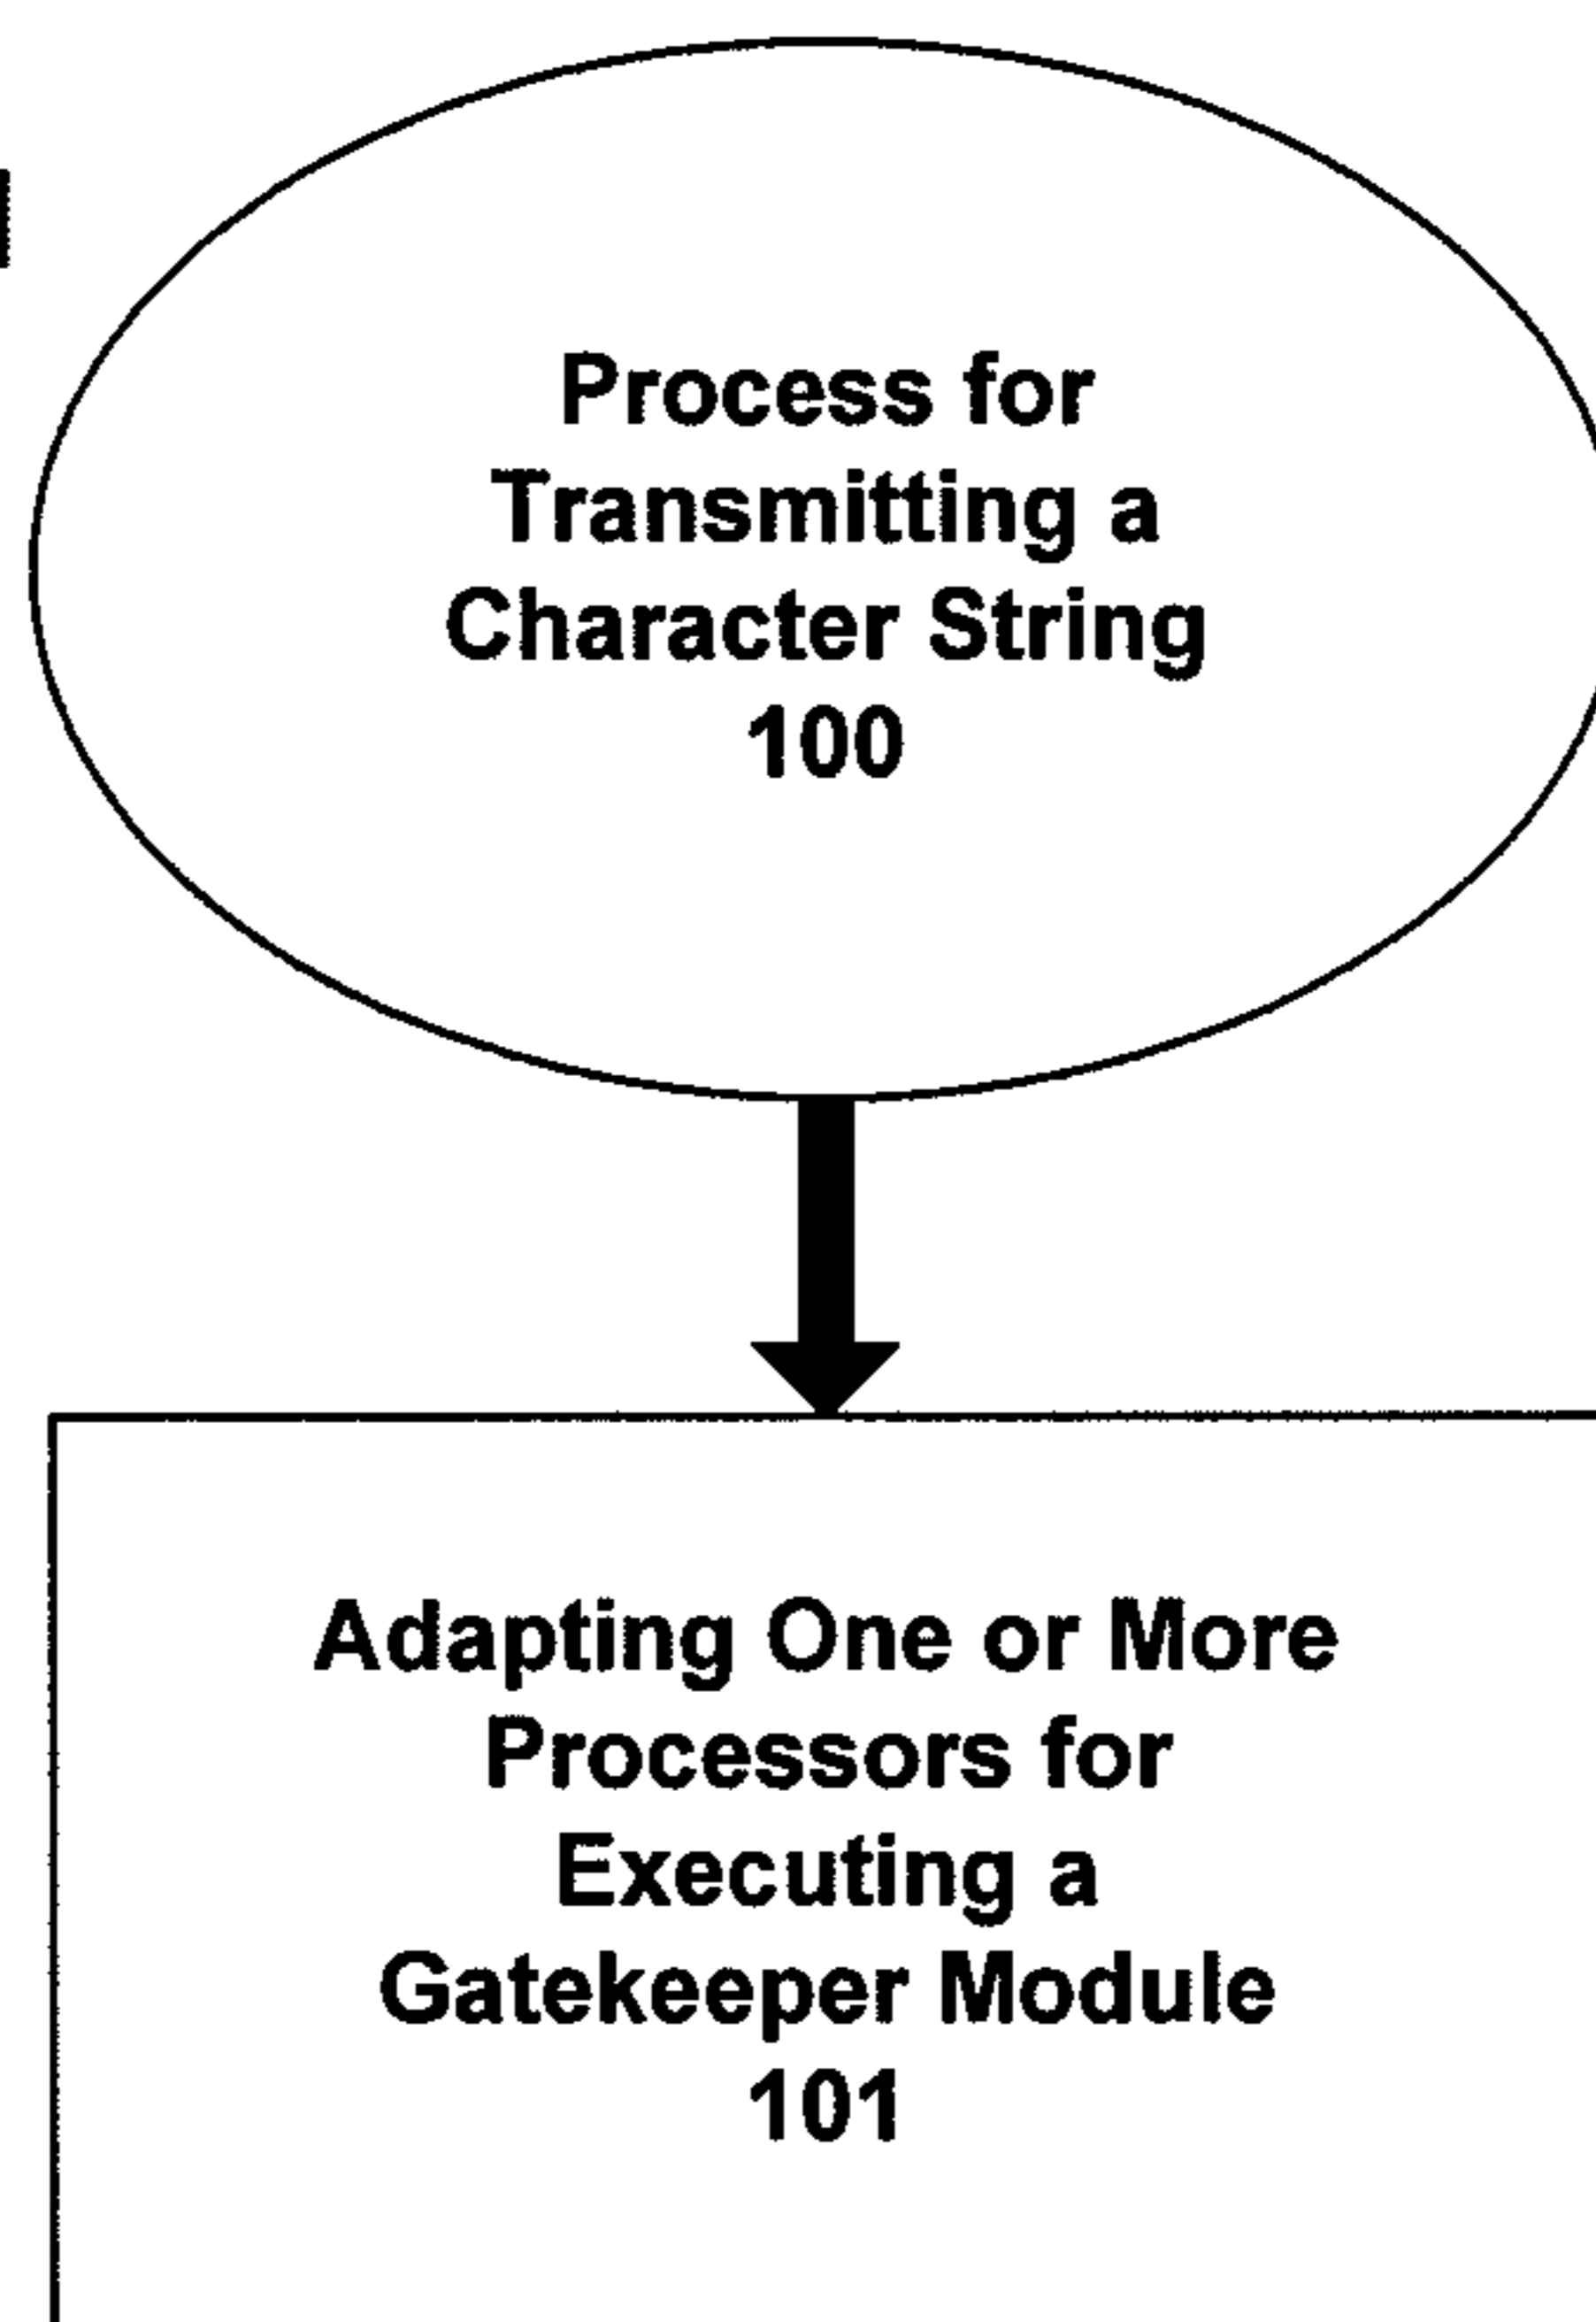 Process for
Transmitting a
Character String
100
Adapting One or More
Processors for
Executing a
Gatekeeper Module
101